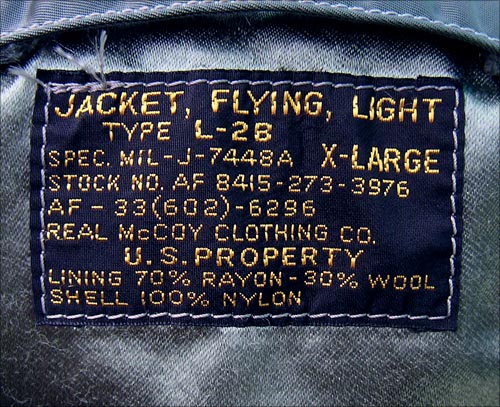 JACKET, FLYING, LIGHT
TYPE L-2B
SPEC. MIL-J-7448A X-LARGE
STOCK NO. AF 8415-273-3976
AF-33(602)-6296
REAL McCOY CLOTHING CO.
U.S. PROPERTY
LINING 70% RAYON-30% WOOL
SHELL 100% NYLON